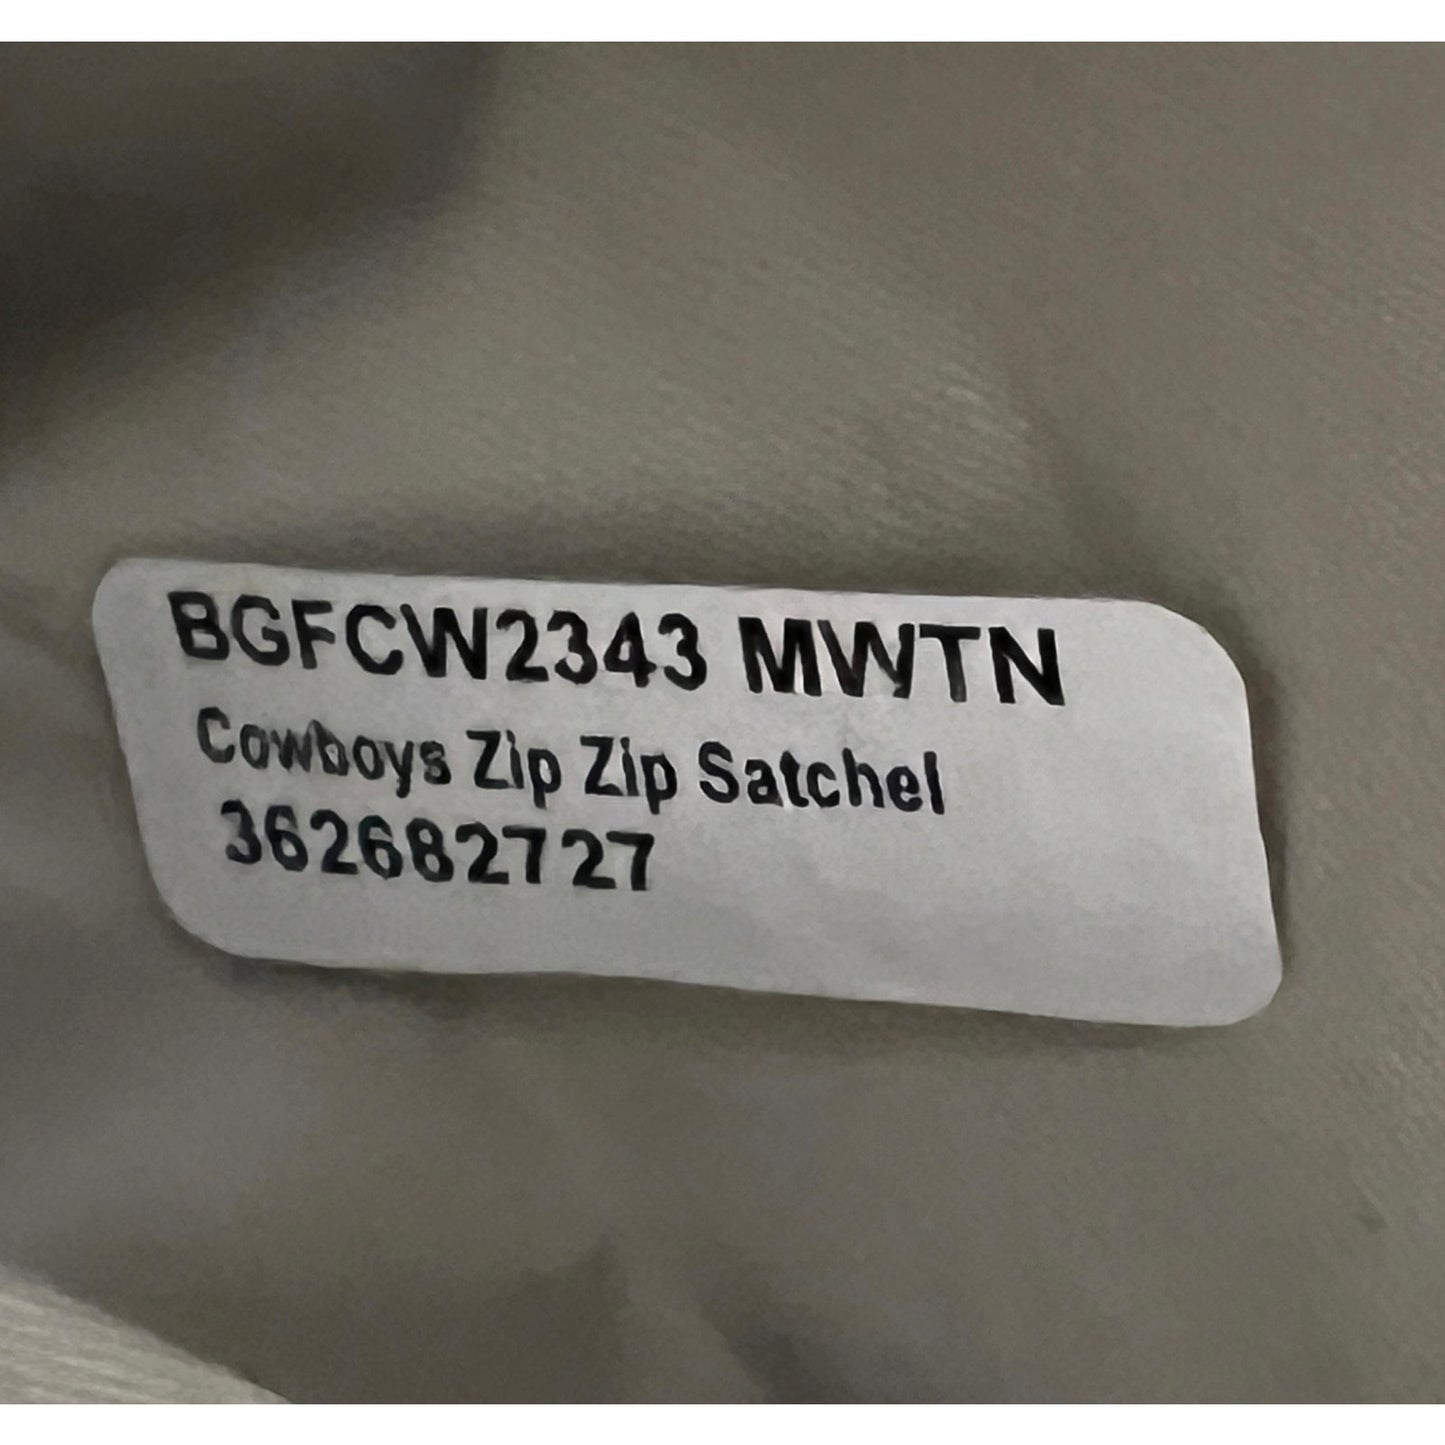 BGFCW2343 MWTN
Cowboys Zip Zip Satchel
362682727